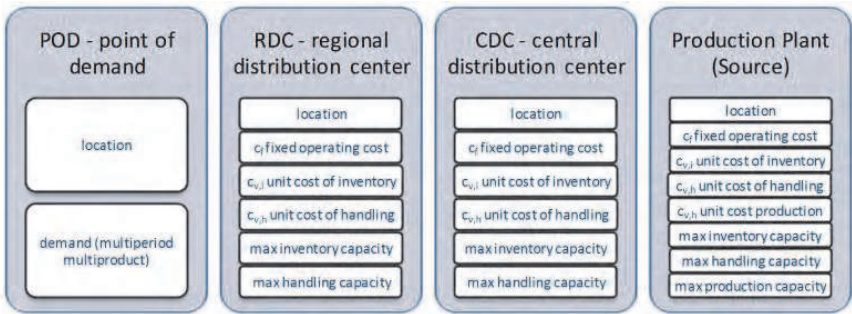 POD - point of
demand
location
demand (multiperiod
multiproduct)
RDC - regional
distribution center
location
cf fixed operating cost
cv,i unit cost of inventory
cv,h unit cost of handling
max inventory capacity
max handling capacity
CDC - central
distribution center
location
cf fixed operating cost
cv,i unit cost of inventory
cv,h unit cost of handling
max inventory capacity
max handling capacity
Production Plant
(Source)
location
cf fixed operating cost
cv,i unit cost of inventory
cv,h unit cost of handling
cv,h unit cost production
max inventory capacity
max handling capacity
max production capacity